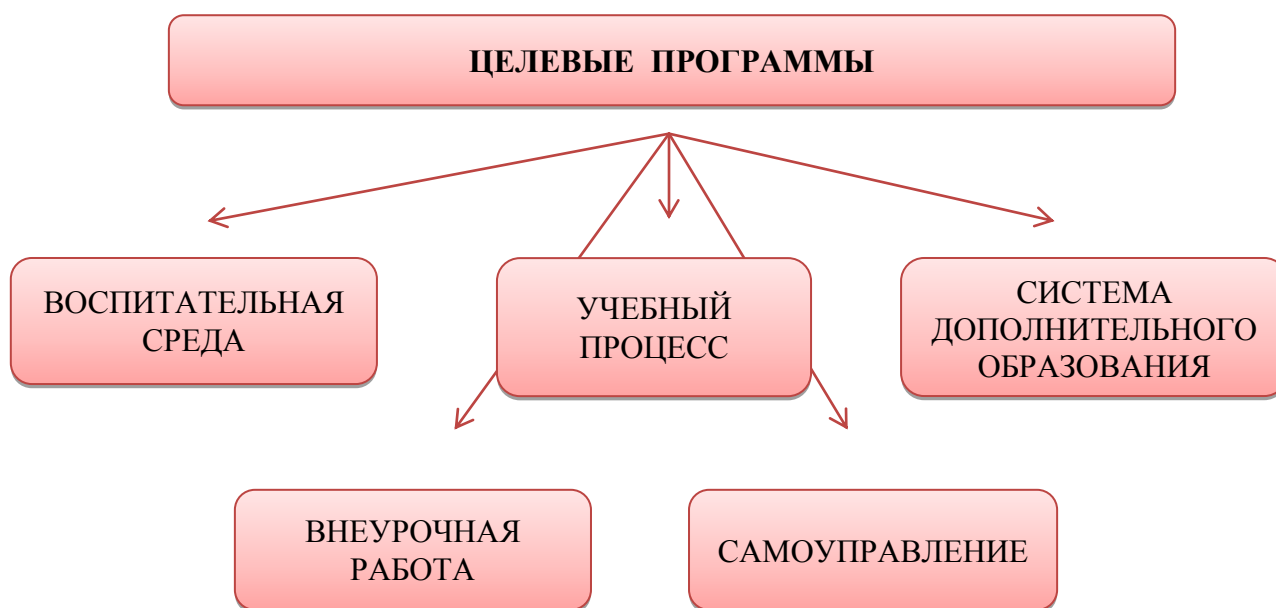 ЦЕЛЕВЫЕ ПРОГРАММЫ
ВОСПИТАТЕЛЬНАЯ
СРЕДА
УЧЕБНЫЙ
ПРОЦЕСС
СИСТЕМА
ДОПОЛНИТЕЛЬНОГО
ОБРАЗОВАНИЯ
ВНЕУРОЧНАЯ
РАБОТА
САМОУПРАВЛЕНИЕ